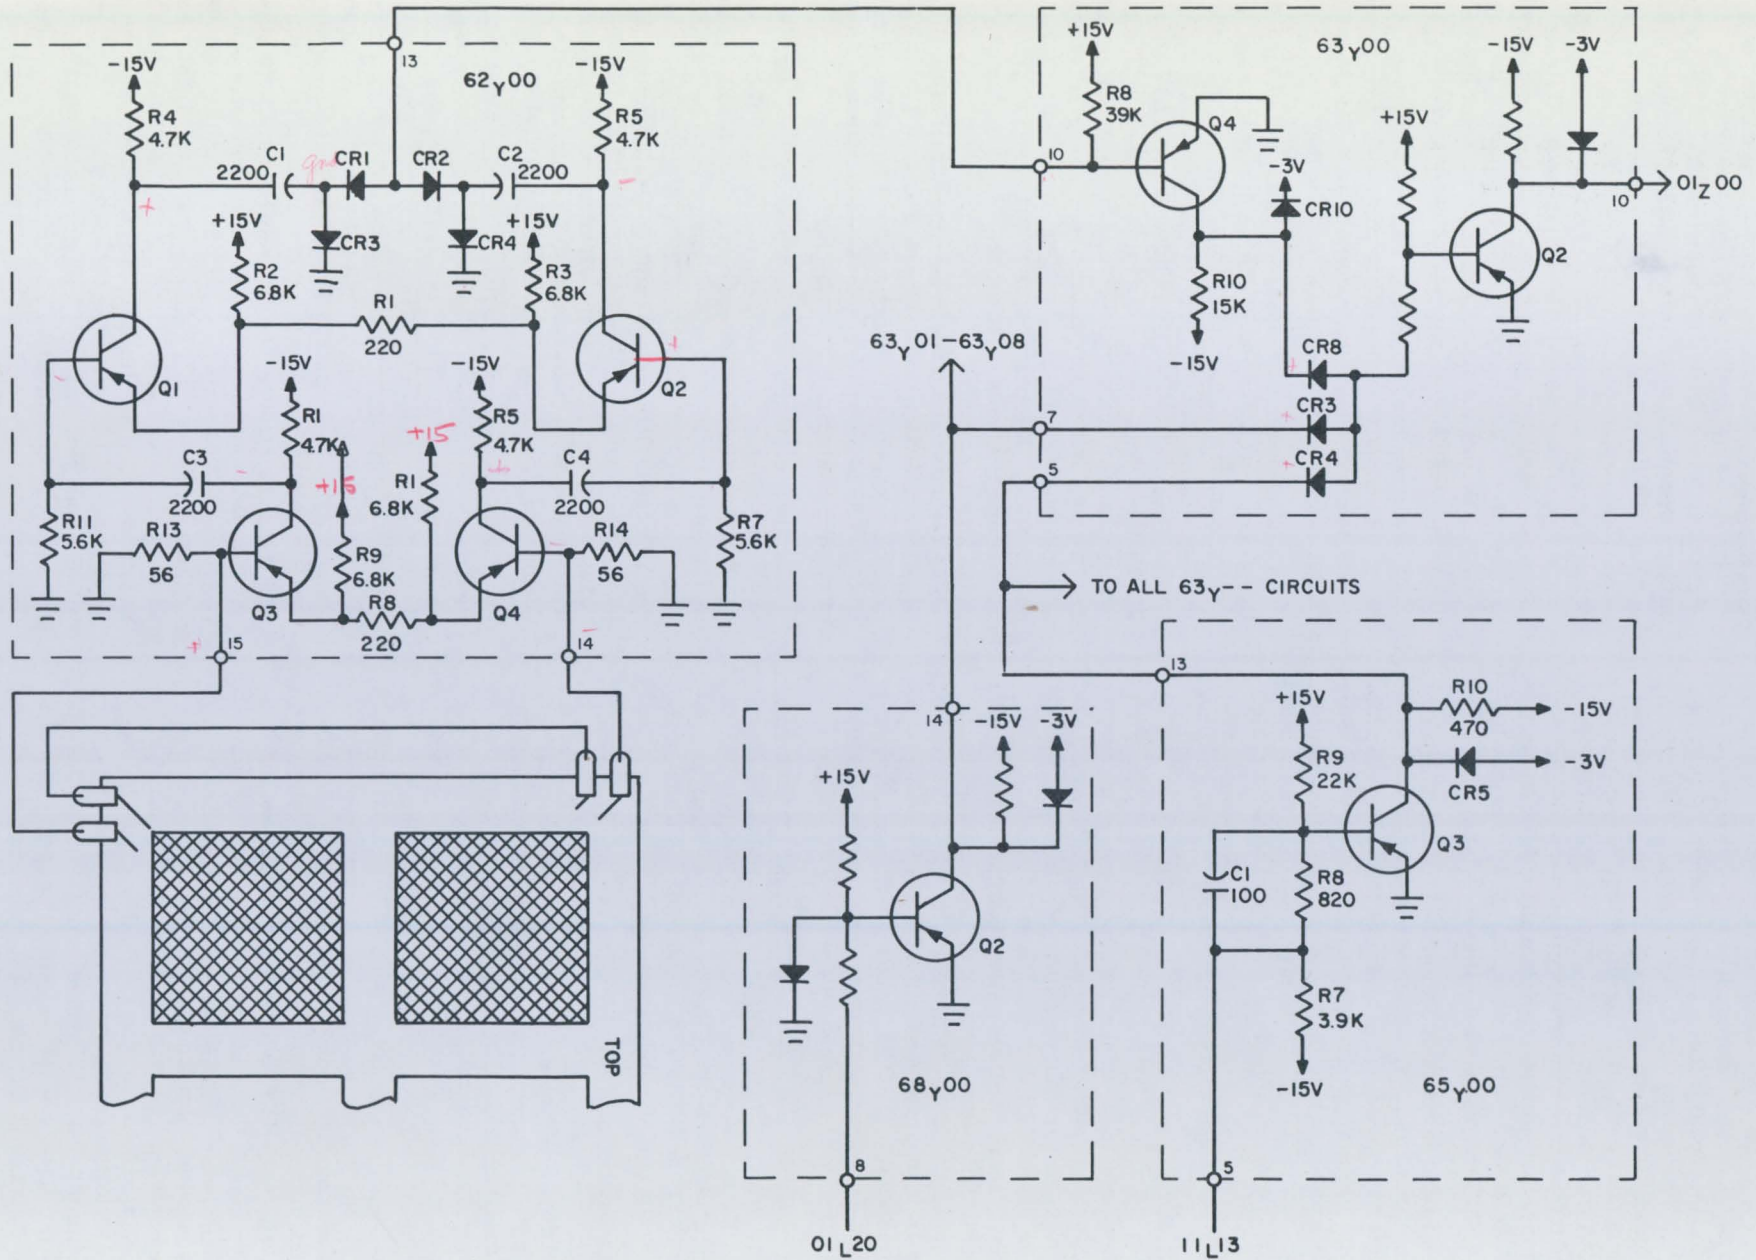 13
-15V
62Y00
-15V
R4
4.7K
R5
4.7K
C1
2200
gnd
CR1
CR2
C2
2200
-
+
+15V
+15V
CR3
CR4
R2
6.8K
R3
6.8K
R1
220
-15V
-15V
+
-
Q1
Q2
R1
4.7K
R5
4.7K
+15
C3
2200
-
+15
R1
6.8K
+
C4
2200
R11
5.6K
R13
56
R9
6.8K
-
R14
56
R7
5.6K
Q3
R8
220
Q4
+
15
-
14
TOP
+15V
63Y00
-15V
-3V
R8
39K
Q4
+15V
10
-3V
CR10
10
01Z00
Q2
R10
15K
-15V
63Y01-63Y08
CR8
+
7
CR3
+
5
CR4
+
TO ALL 63Y-- CIRCUITS
13
14
-15V
-3V
+15V
R10
470
-15V
+15V
R9
22K
CR5
-3V
Q3
C1
100
R8
820
Q2
R7
3.9K
-15V
68Y00
65Y00
8
5
01L20
11L13